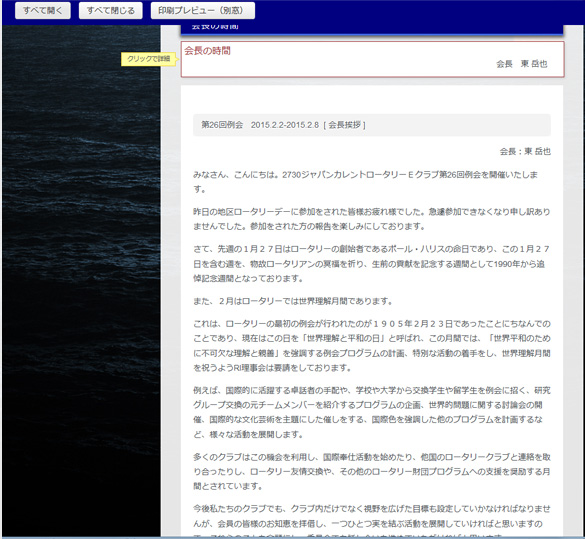 すべて開く　すべて閉じる　印刷プレビュー（別窓）
会長の時間
会長の時間
クリックで詳細
会長　東 岳也
第26回例会　2015.2.2-2015.2.8［会長挨拶］
会長：東 岳也
みなさん、こんにちは。2730ジャパンカレントロータリーＥクラブ第26回例会を開催いたしま
す。
昨日の地区ロータリーデーに参加をされた皆様お疲れ様でした。急遽参加できなくなり申し訳あり
ませんでした。参加をされた方の報告を楽しみにしております。
さて、先週の１月２７日はロータリーの創始者であるポール・ハリスの命日であり、この１月２７
日を含む週を、物故ロータリアンの冥福を祈り、生前の貢献を記念する週間として1990年から追
悼記念週間となっております。
また、２月はロータリーでは世界理解月間であります。
これは、ロータリーの最初の例会が行われたのが１９０５年２月２３日であったことにちなんでの
ことであり、現在はこの日を「世界理解と平和の日」と呼ばれ、この月間では、「世界平和のため
に不可欠な理解と親善」を強調する例会プログラムの計画、特別な活動の着手をし、世界理解月間
を祝うようRI理事会は要請をしております。
例えば、国際的に活躍する卓話者の手配や、学校や大学から交換学生や留学生を例会に招く、研究
グループ交換の元チームメンバーを紹介するプログラムの企画、世界的問題に関する討論会の開
催、国際的な文化芸術を主題にした催しをする、国際色を強調した他のプログラムを計画するな
ど、様々な活動を展開します。
多くのクラブはこの機会を利用し、国際奉仕活動を始めたり、他国のロータリークラブと連絡を取
り合ったりし、ロータリー友情交換や、その他のロータリー財団プログラムへの支援を奨励する月
間とされています。
今後私たちのクラブでも、クラブ内だけでなく視野を広げた目標も設定していかなければなりませ
んが、会員の皆様のお知恵を拝借し、一つひとつ実を結ぶ活動を展開していければと思いますの